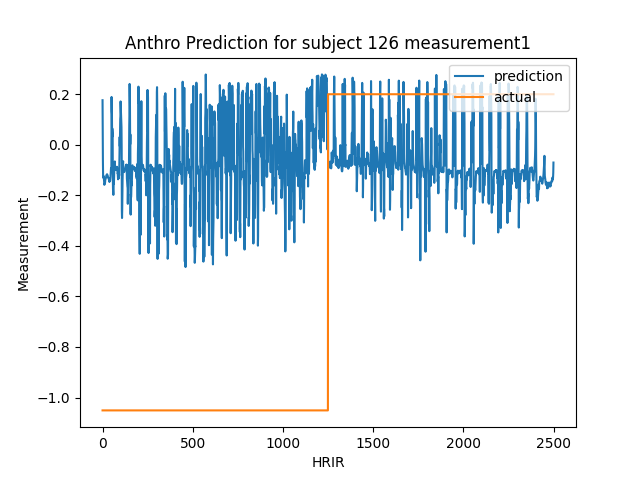 Anthro Prediction for subject 126 measurement1
prediction
actual
0.2
0.0
−0.2
−0.4
−0.6
−0.8
−1.0
Measurement
0
500
1000
1500
2000
2500
HRIR